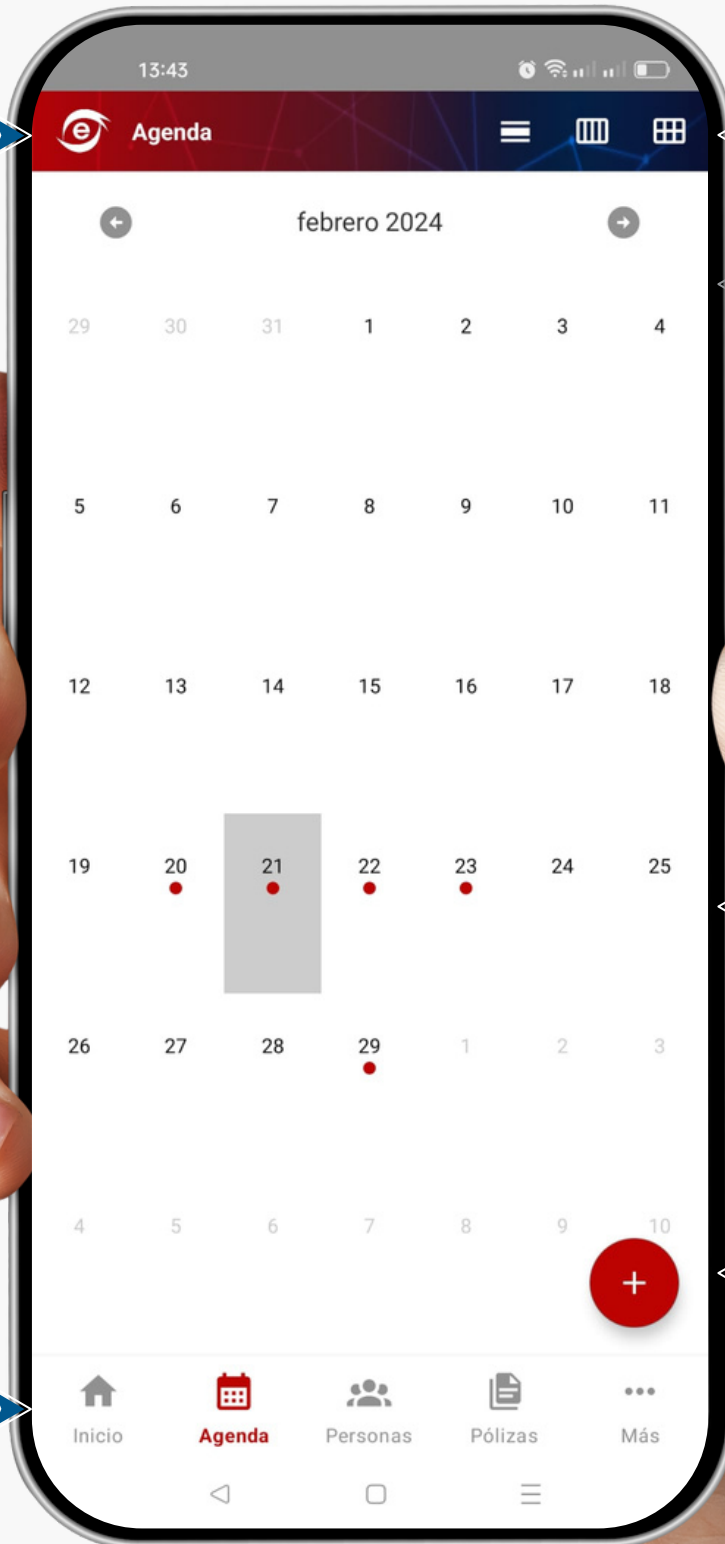 13:43
e Agenda
febrero 2024
29 30 31 1 2 3 4
5 6 7 8 9 10 11
12 13 14 15 16 17 18
19 20 21 22 23 24 25
26 27 28 29 1 2 3
4 5 6 7 8 9 10
+
Inicio Agenda Personas Pólizas Más